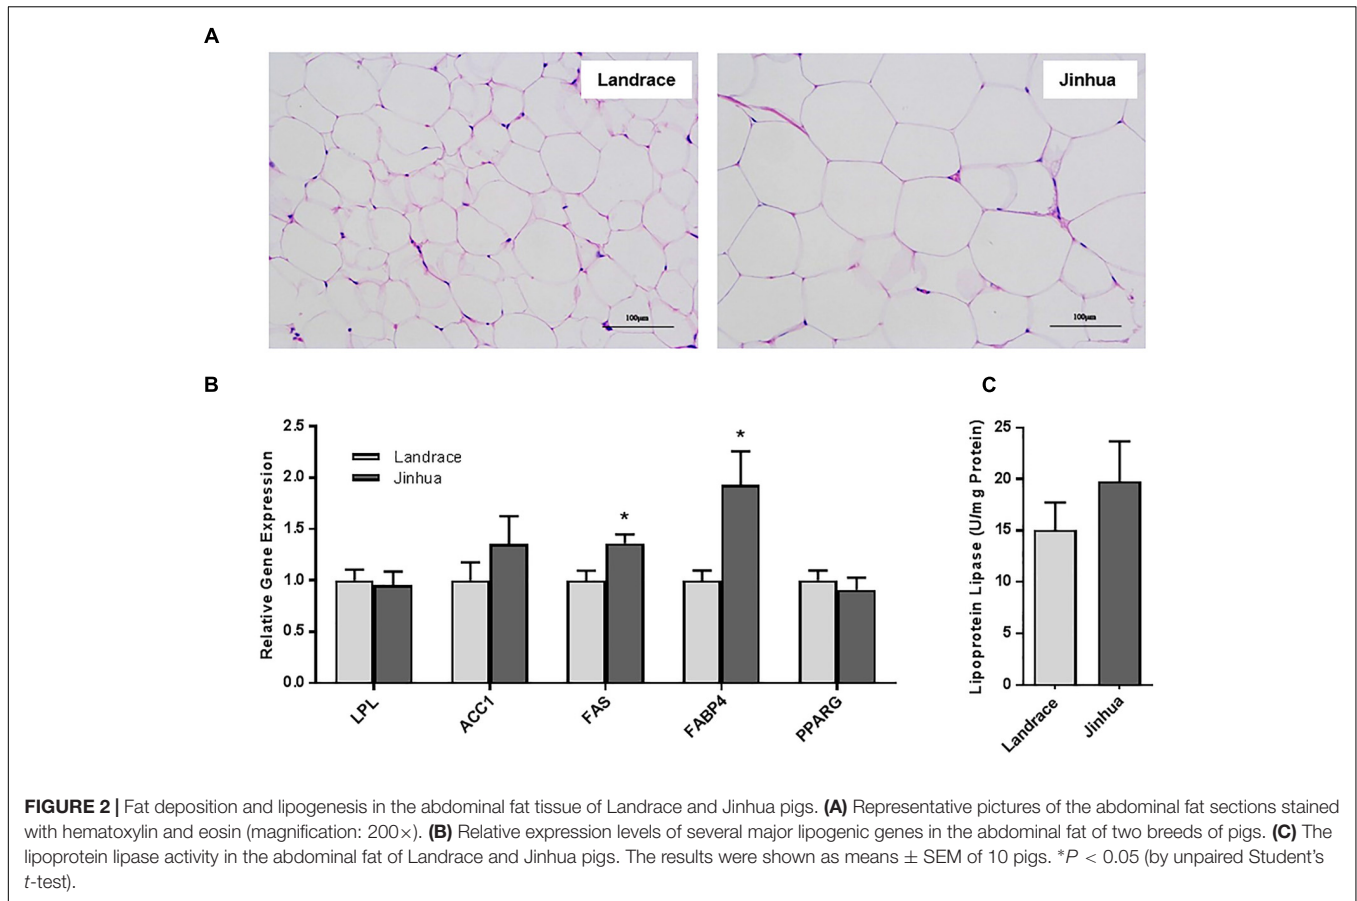 A
Landrace
Jinhua
100μm
100μm
B
C
Relative Gene Expression
2.5
2.0
1.5
1.0
0.5
0.0
Landrace
Jinhua
*
*
LPL
ACC1
FAS
FABP4
PPARG
Lipoprotein Lipase (U/mg Protein)
25
20
15
10
5
0
Landrace
Jinhua
FIGURE 2 | Fat deposition and lipogenesis in the abdominal fat tissue of Landrace and Jinhua pigs. (A) Representative pictures of the abdominal fat sections stained
with hematoxylin and eosin (magnification: 200×). (B) Relative expression levels of several major lipogenic genes in the abdominal fat of two breeds of pigs. (C) The
lipoprotein lipase activity in the abdominal fat of Landrace and Jinhua pigs. The results were shown as means ± SEM of 10 pigs. *P < 0.05 (by unpaired Student's
t-test).